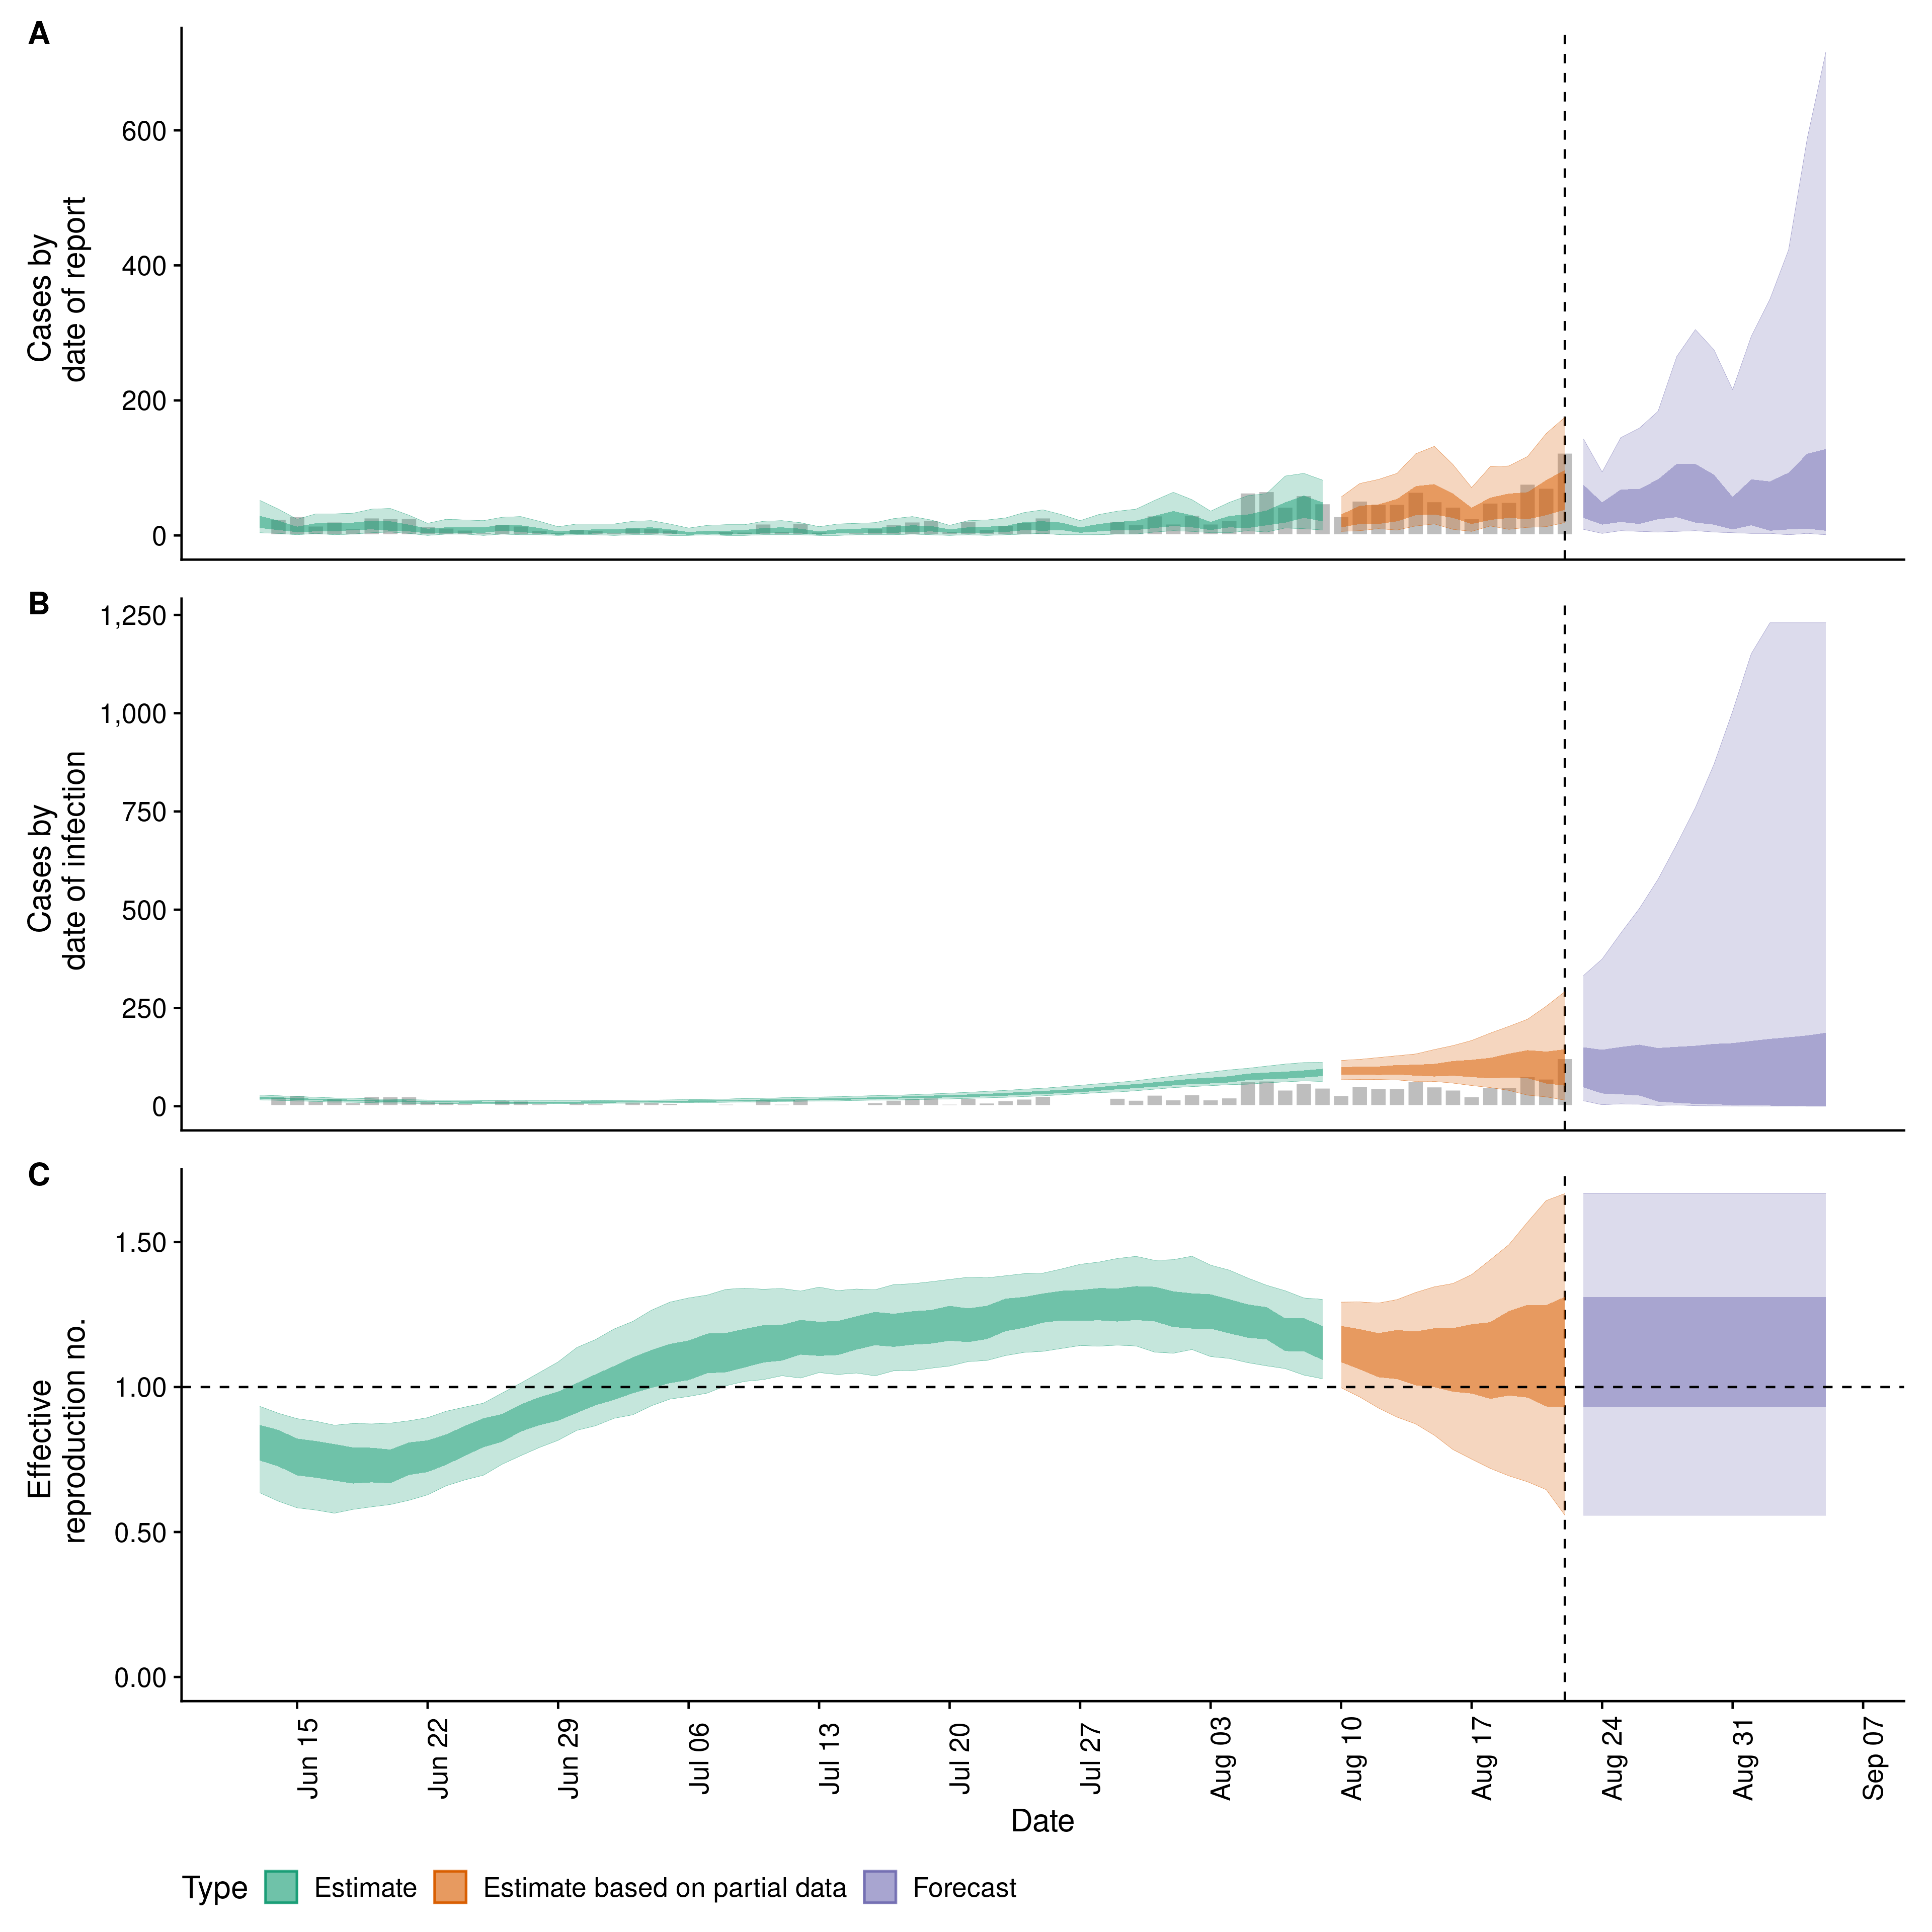 A
600
400
200
0
Cases by
date of report
B
1,250
1,000
750
500
250
0
Cases by
date of infection
C
1.50
1.00
0.50
0.00
Effective
reproduction no.
Jun 15
Jun 22
Jun 29
Jul 06
Jul 13
Jul 20
Jul 27
Aug 03
Aug 10
Aug 17
Aug 24
Aug 31
Sep 07
Date
Type Estimate Estimate based on partial data Forecast